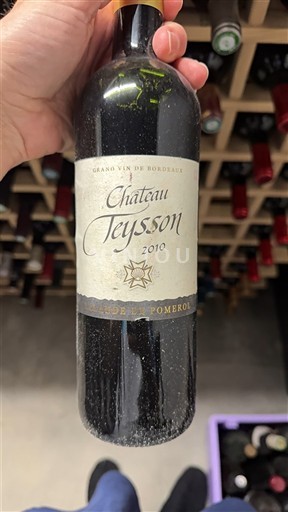 GRAND VIN DE BORDEAUX
Château
Teysson
2010
DE POMEROL